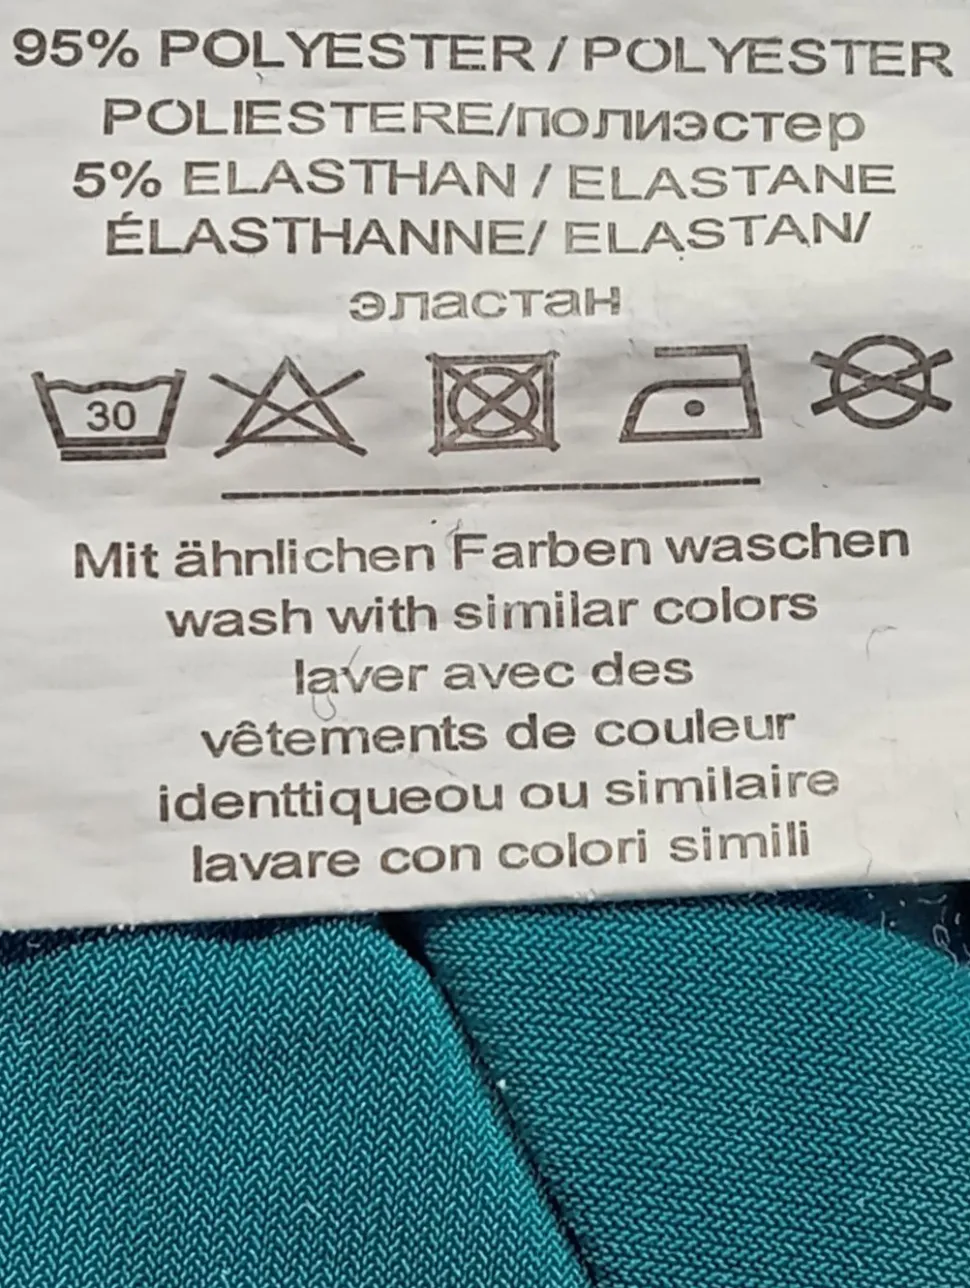 95% POLYESTER / POLYESTER
POLIESTERE/полиэстер
5% ELASTHAN / ELASTANE
ÉLASTHANNE/ ELASTAN/
эластан
30
Mit ähnlichen Farben waschen
wash with similar colors
laver avec des
vêtements de couleur
identtiqueou ou similaire
lavare con colori simili